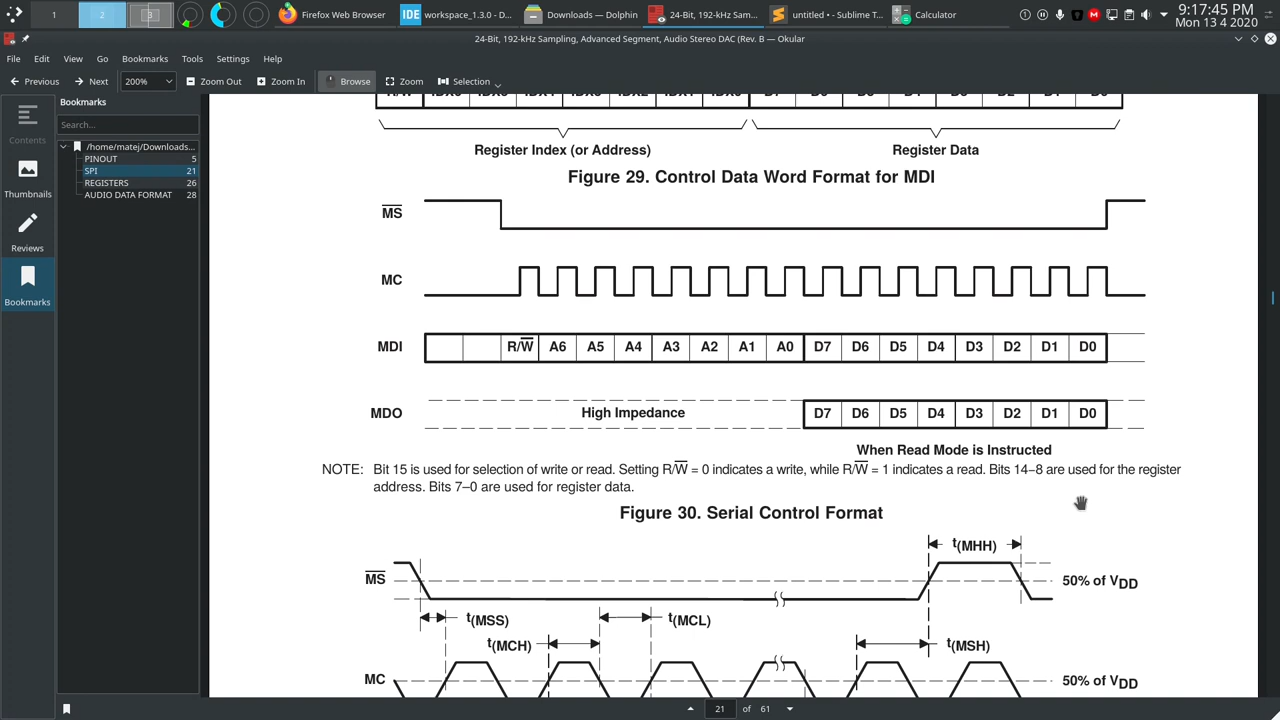 1 2 3 Firefox Web Browser IDE workspace_1.3.0 - D... Downloads — Dolphin 24-Bit, 192-kHz Sam... untitled • - Sublime T... Calculator 9:17:45 PM
Mon 13 4 2020
24-Bit, 192-kHz Sampling, Advanced Segment, Audio Stereo DAC (Rev. B — Okular
File Edit View Go Bookmarks Tools Settings Help
Previous Next 200% Zoom Out Zoom In Browse Zoom Selection
Bookmarks
Search...
Contents
/home/matej/Downloads...
PINOUT 5
SPI 21
REGISTERS 26
AUDIO DATA FORMAT 28
Thumbnails
Reviews
Bookmarks
Register Index (or Address) Register Data
Figure 29. Control Data Word Format for MDI
MS
MC
MDI R/W A6 A5 A4 A3 A2 A1 A0 D7 D6 D5 D4 D3 D2 D1 D0
MDO High Impedance D7 D6 D5 D4 D3 D2 D1 D0
When Read Mode is Instructed
NOTE: Bit 15 is used for selection of write or read. Setting R/W = 0 indicates a write, while R/W = 1 indicates a read. Bits 14–8 are used for the register
address. Bits 7–0 are used for register data.
Figure 30. Serial Control Format
t(MHH)
MS 50% of VDD
t(MSS) t(MCL)
t(MCH) t(MSH)
MC 50% of VDD
21 of 61